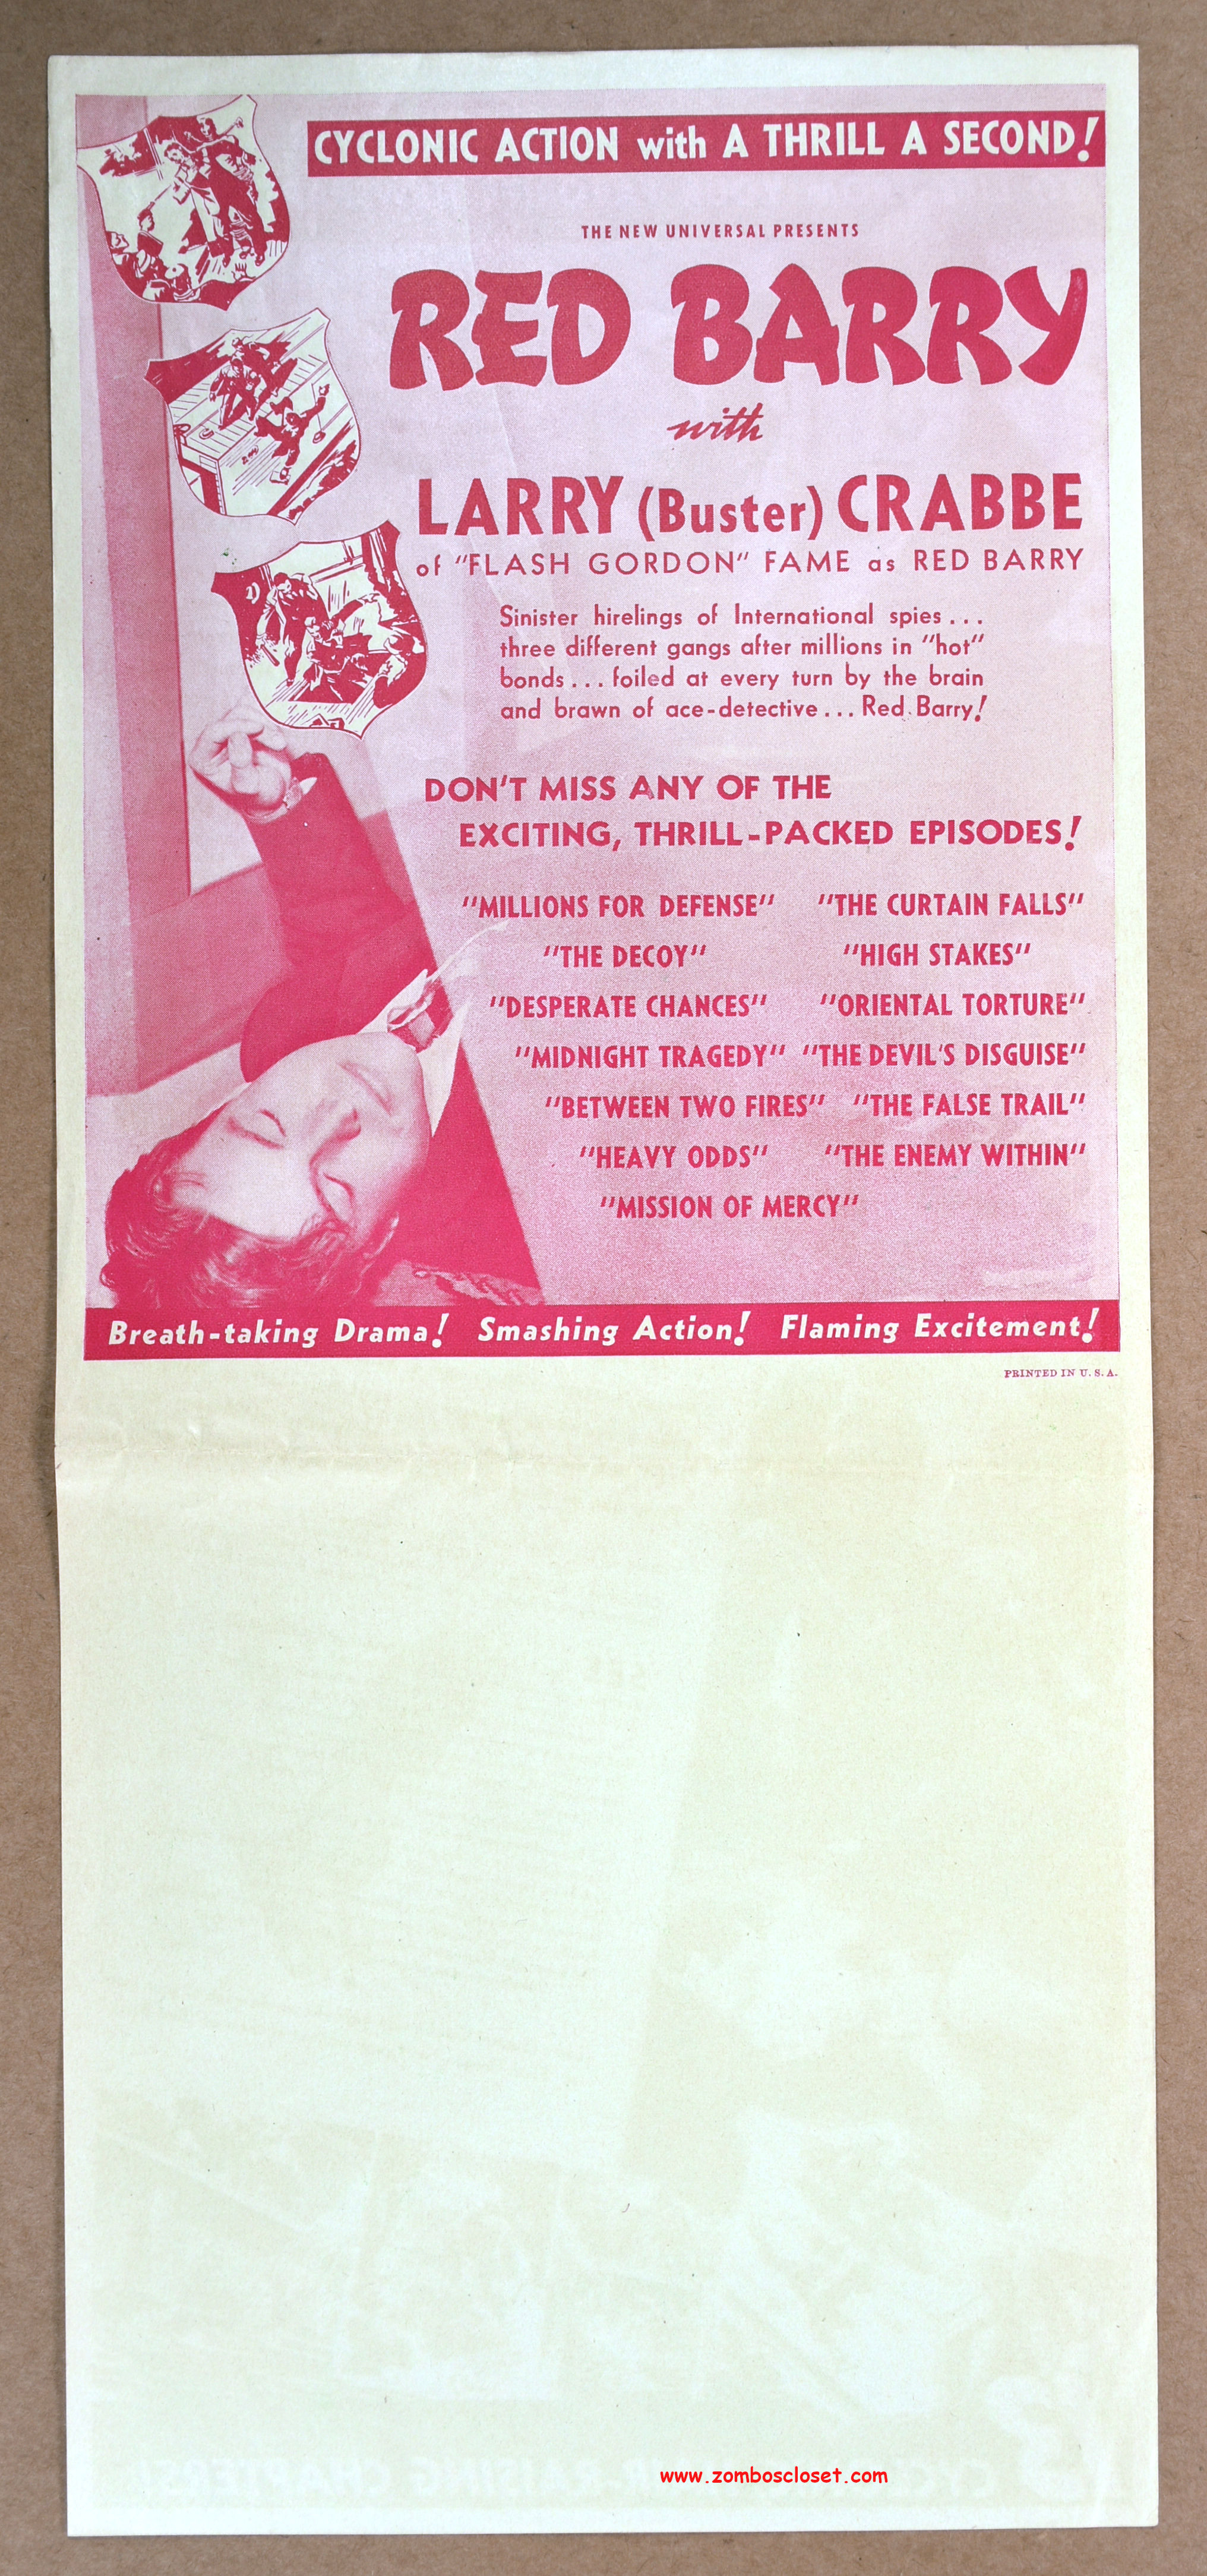 CYCLONIC ACTION with A THRILL A SECOND!
THE NEW UNIVERSAL PRESENTS
RED BARRY
with
LARRY (Buster) CRABBE
of "FLASH GORDON" FAME as RED BARRY
Sinister hirelings of International spies ...
three different gangs after millions in "hot"
bonds ... foiled at every turn by the brain
and brawn of ace-detective ... Red Barry!
DON'T MISS ANY OF THE
EXCITING, THRILL-PACKED EPISODES!
"MILLIONS FOR DEFENSE" "THE CURTAIN FALLS"
"THE DECOY" "HIGH STAKES"
"DESPERATE CHANCES" "ORIENTAL TORTURE"
"MIDNIGHT TRAGEDY" "THE DEVIL'S DISGUISE"
"BETWEEN TWO FIRES" "THE FALSE TRAIL"
"HEAVY ODDS" "THE ENEMY WITHIN"
"MISSION OF MERCY"
Breath-taking Drama! Smashing Action! Flaming Excitement!
PRINTED IN U. S. A.
www.zomboscloset.com